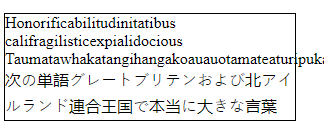 Honorificabilitudinitatibus
califragilisticexpialidocious
Taumatawhakatangihangakoauauotamateaturipuka
次の単語グレートブリテンおよび北アイ
ルランド連合王国で本当に大きな言葉